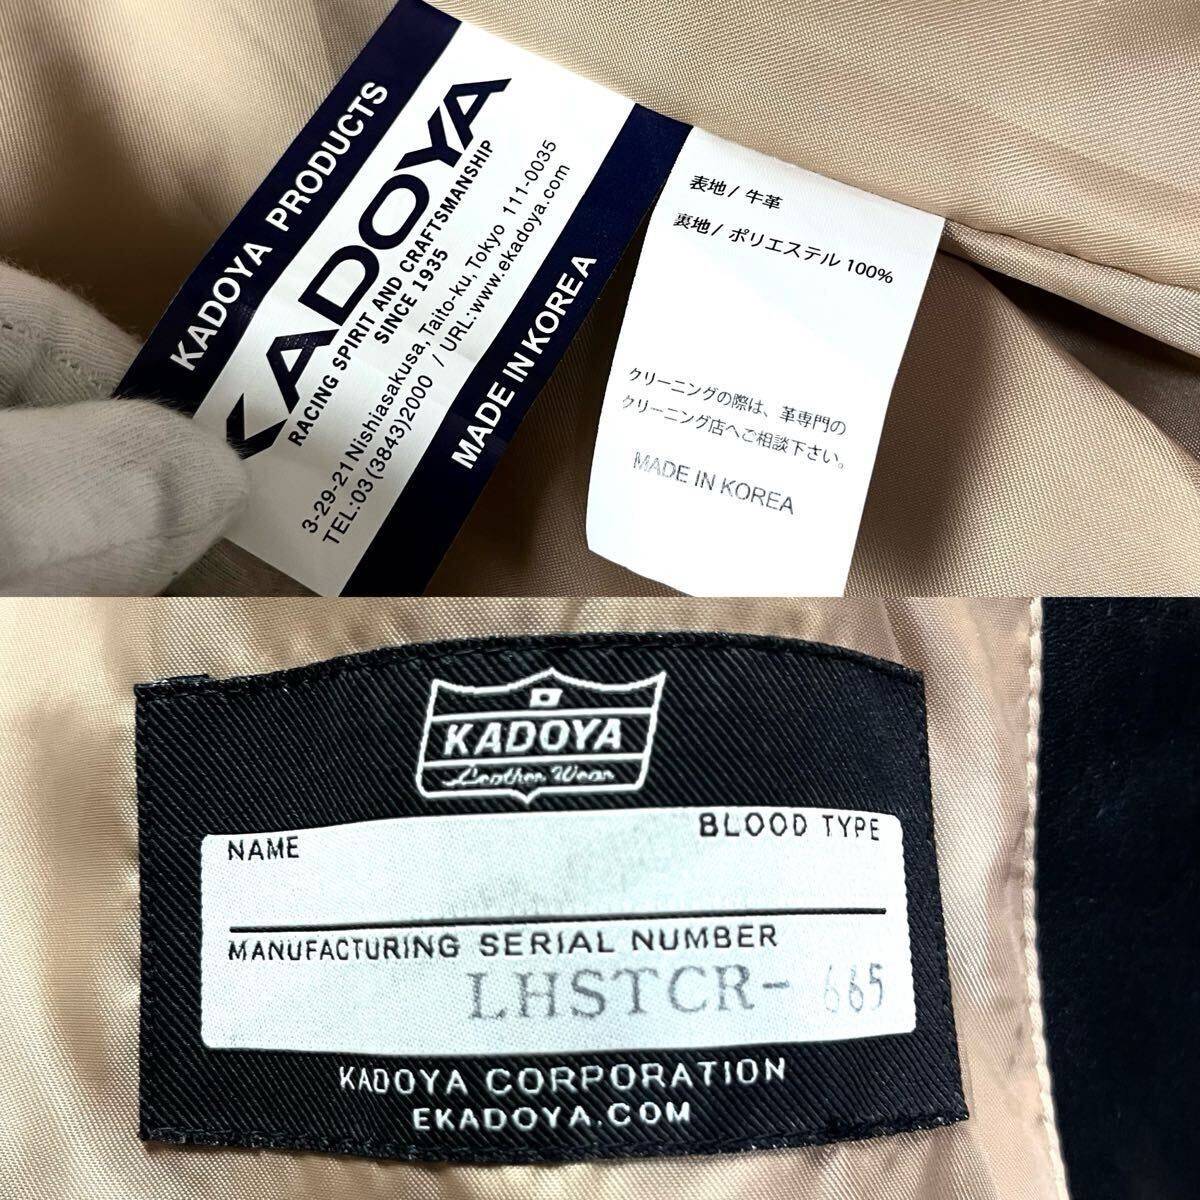 KADOYA PRODUCTS
KADOYA
RACING SPIRIT AND CRAFTSMANSHIP
SINCE 1935
3-29-21Nishiasakusa,Taito-ku,Tokyo 111-0035
TEL:03(3843)2000 / URL:www.ekadoya.com
MADE IN KOREA
表地/ 牛革
裏地/ ポリエステル 100%
クリーニングの際は、革専門の
クリーニング店へご相談下さい。
MADE IN KOREA
KADOYA
Leather Wear
NAME
BLOOD TYPE
MANUFACTURING SERIAL NUMBER
LHSTCR- 665
KADOYA CORPORATION
EKADOYA.COM